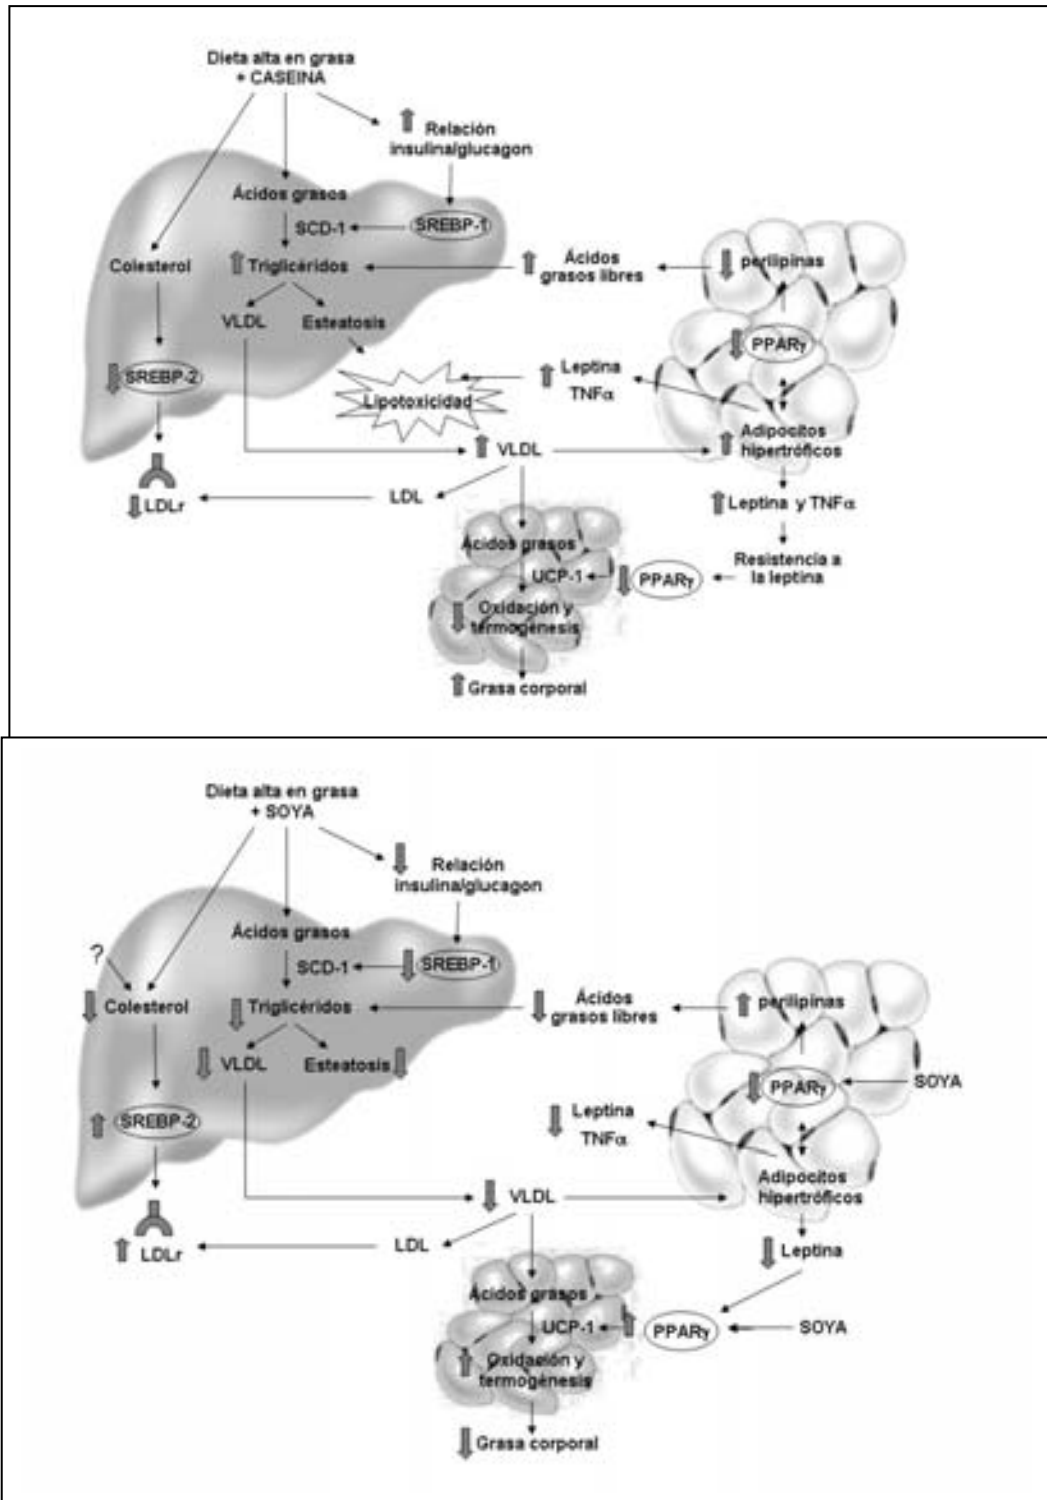 Dieta alta en grasa
+ CASEINA
Relación
insulina/glucagon
Ácidos grasos
SCD-1
SREBP-1
Colesterol
Triglicéridos
Ácidos
grasos libres
perilipinas
VLDL
Esteatosis
PPARγ
SREBP-2
Leptina
TNFα
Lipotoxicidad
Adipocitos
hipertróficos
VLDL
LDL
LDLr
Leptina y TNFα
Ácidos grasos
UCP-1
PPARγ
Resistencia a
la leptina
Oxidación y
termogénesis
Grasa corporal
Dieta alta en grasa
+ SOYA
Relación
insulina/glucagon
Ácidos grasos
?
SCD-1
SREBP-1
Colesterol
Triglicéridos
Ácidos
grasos libres
perilipinas
VLDL
Esteatosis
PPARγ
SOYA
SREBP-2
Leptina
TNFα
Adipocitos
hipertróficos
VLDL
LDL
LDLr
Leptina
Ácidos grasos
UCP-1
PPARγ
SOYA
Oxidación y
termogénesis
Grasa corporal